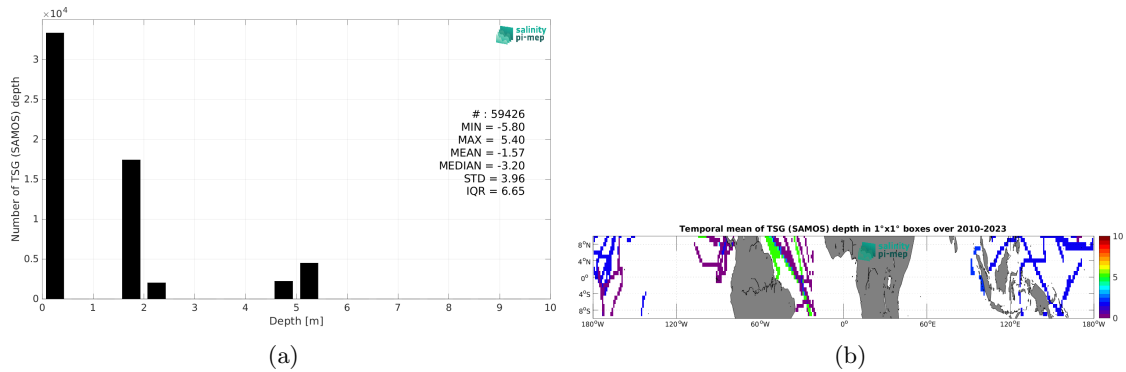 ×10⁴
salinity
pi-mep
3.5
3
2.5
2
1.5
1
0.5
0
Number of TSG (SAMOS) depth
# : 59426
MIN = -5.80
MAX = 5.40
MEAN = -1.57
MEDIAN = -3.20
STD = 3.96
IQR = 6.65
0 1 2 3 4 5 6 7 8 9 10
Depth [m]
(a)
Temporal mean of TSG (SAMOS) depth in 1°x1° boxes over 2010-2023
salinity
pi-mep
8°N
4°N
0°
4°S
8°S
180°W 120°W 60°W 0° 60°E 120°E 180°W
10
5
0
(b)